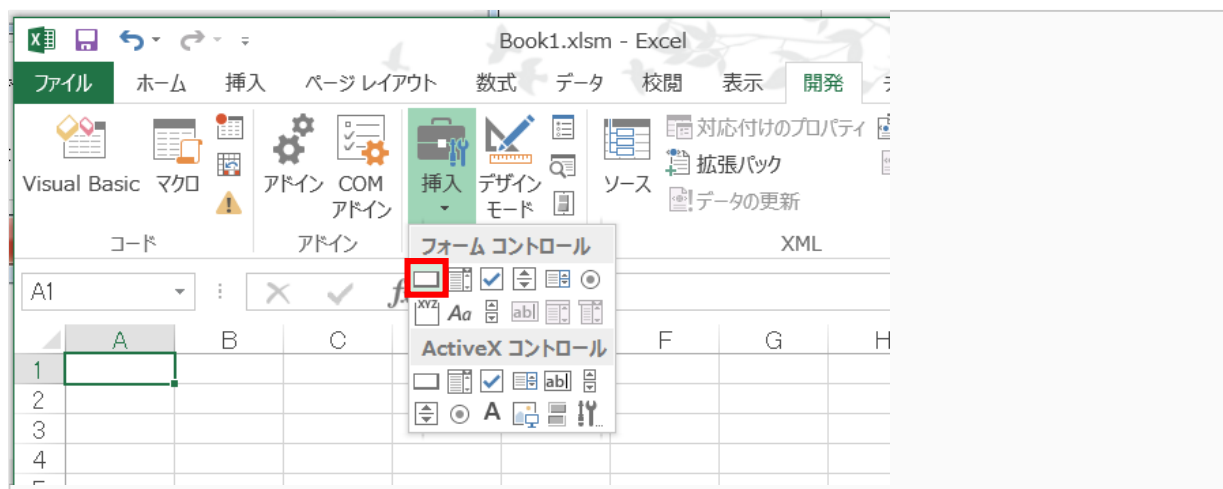 Book1.xlsm - Excel
ファイル ホーム 挿入 ページ レイアウト 数式 データ 校閲 表示 開発
Visual Basic マクロ アドイン COM アドイン 挿入 デザイン モード ソース 対応付けのプロパティ
拡張パック
データの更新
コード アドイン XML
フォーム コントロール
A1
XYZ Aa ab|
A B C F G H
ActiveX コントロール
1
ab|
2
A
3
4